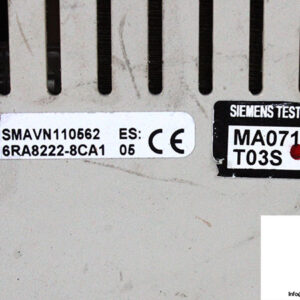 SMAVN110562 ES:
6RA8222-8CA1 05 CE
SIEMENS TEST
MA071
T03S